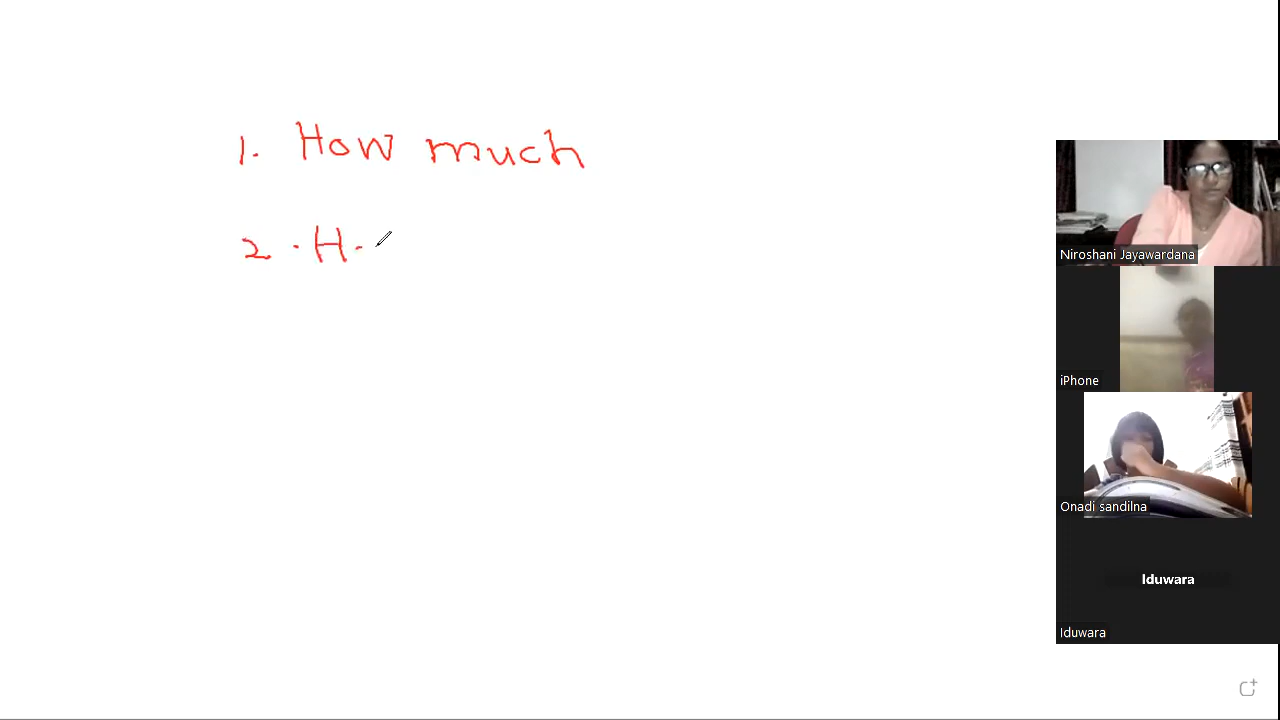 1. How much
2. H.
Niroshani Jayawardana
iPhone
Onadi sandilna
Iduwara
Iduwara